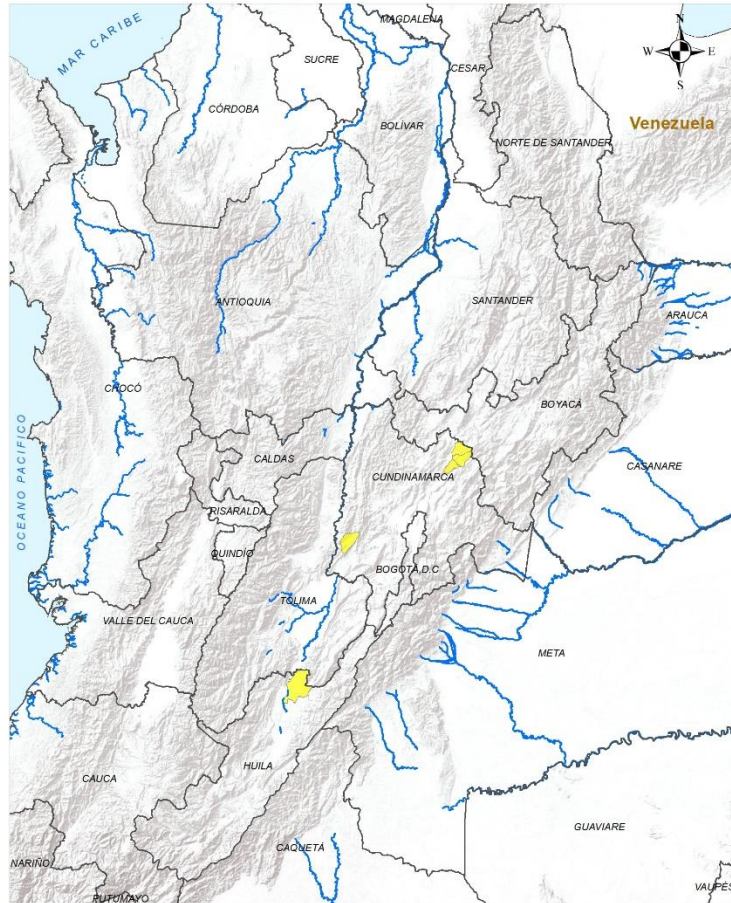 MAGDALENA
N
MAR CARIBE
SUCRE
W
E
CESAR
S
CÓRDOBA
BOLÍVAR
Venezuela
NORTE DE SANTANDER
ANTIOQUIA
SANTANDER
ARAUCA
CHOCÓ
BOYACÁ
OCEANO PACIFICO
CALDAS
CUNDINAMARCA
CASANARE
RISARALDA
QUINDÍO
BOGOTÁ,D.C
TOLIMA
VALLE DEL CAUCA
META
HUILA
CAUCA
GUAVIARE
CAQUETÁ
NARIÑO
PUTUMAYO
VAUPÉS